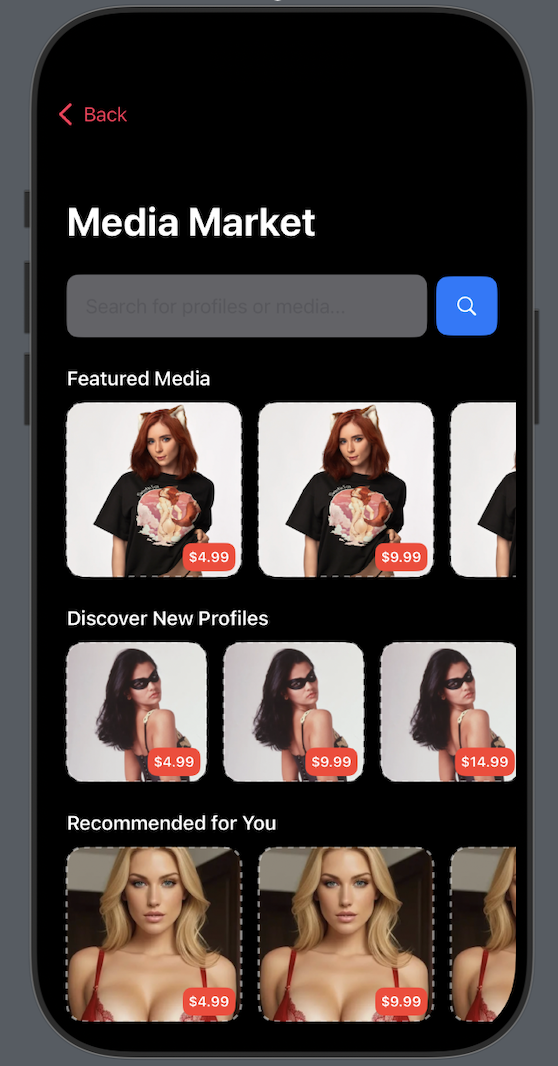 Back
Media Market
Search for profiles or media...
Featured Media
$4.99
$9.99
Discover New Profiles
$4.99
$9.99
$14.99
Recommended for You
$4.99
$9.99